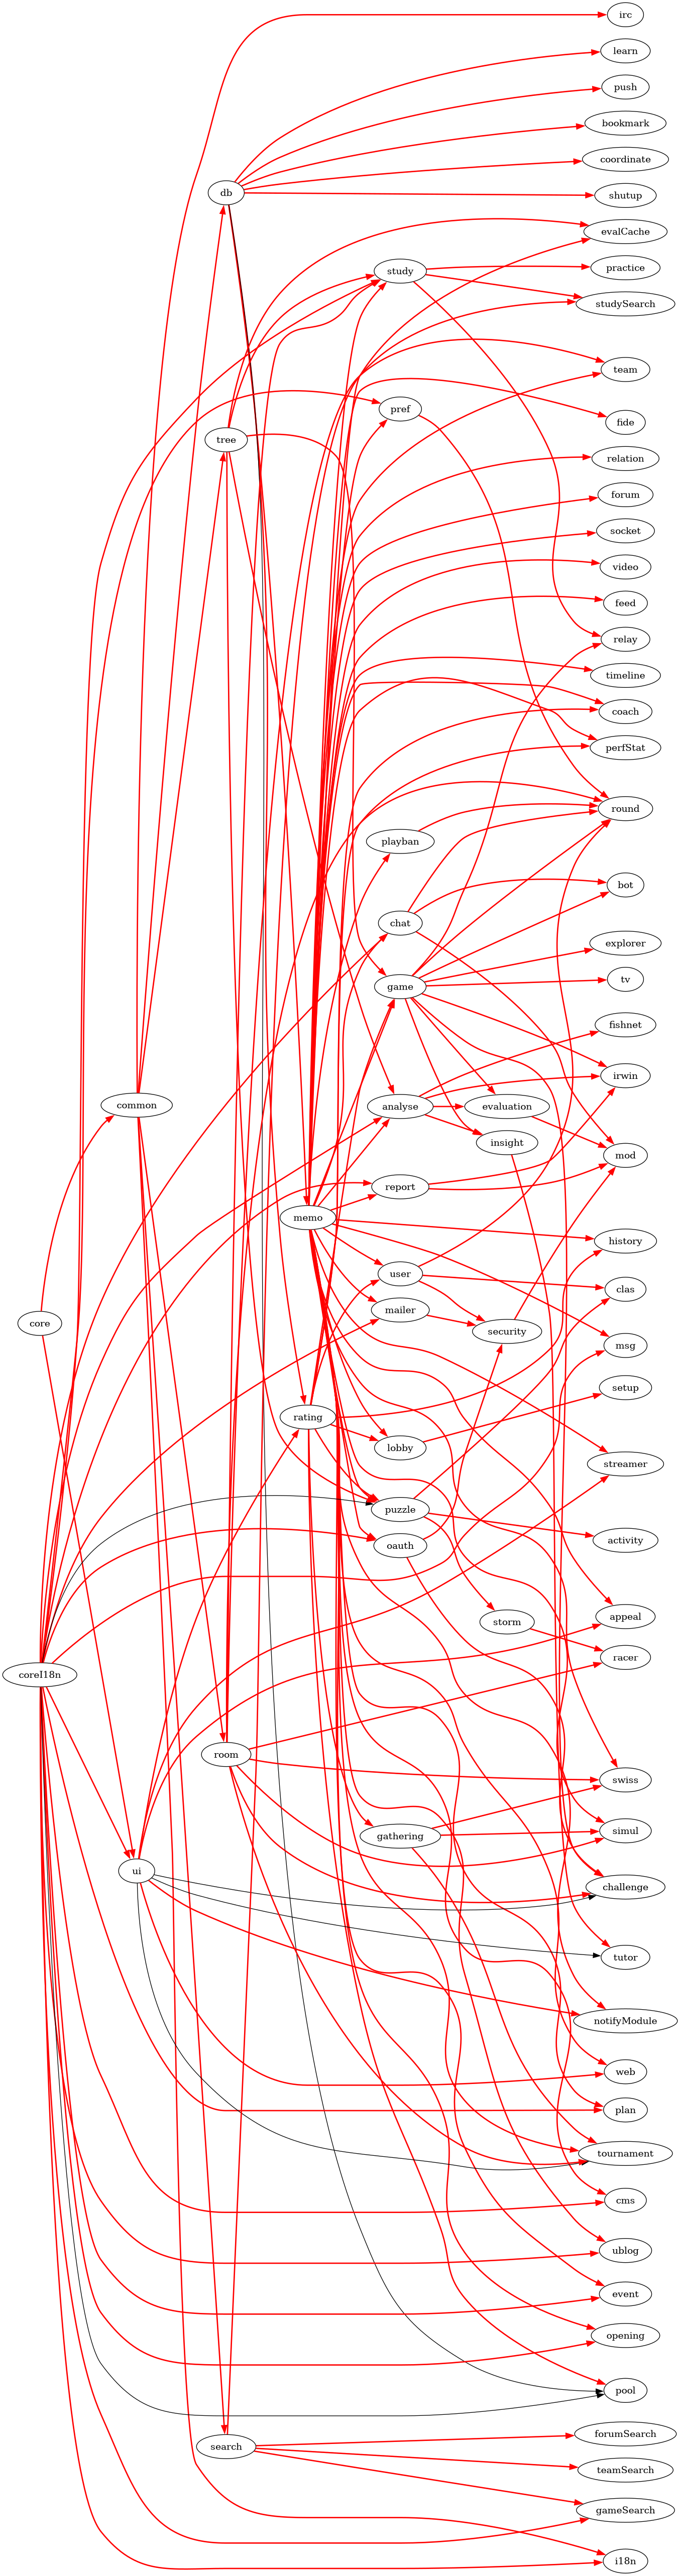 irc
learn
push
bookmark
db
coordinate
shutup
evalCache
study
practice
studySearch
team
pref
fide
tree
relation
forum
socket
video
feed
relay
timeline
coach
perfStat
round
playban
bot
chat
explorer
game
tv
fishnet
irwin
common
analyse
evaluation
insight
mod
report
memo
history
user
clas
mailer
core
security
msg
setup
rating
lobby
streamer
puzzle
activity
oauth
appeal
storm
racer
coreI18n
room
swiss
gathering
simul
ui
challenge
tutor
notifyModule
web
plan
tournament
cms
ublog
event
opening
pool
forumSearch
search
teamSearch
gameSearch
i18n